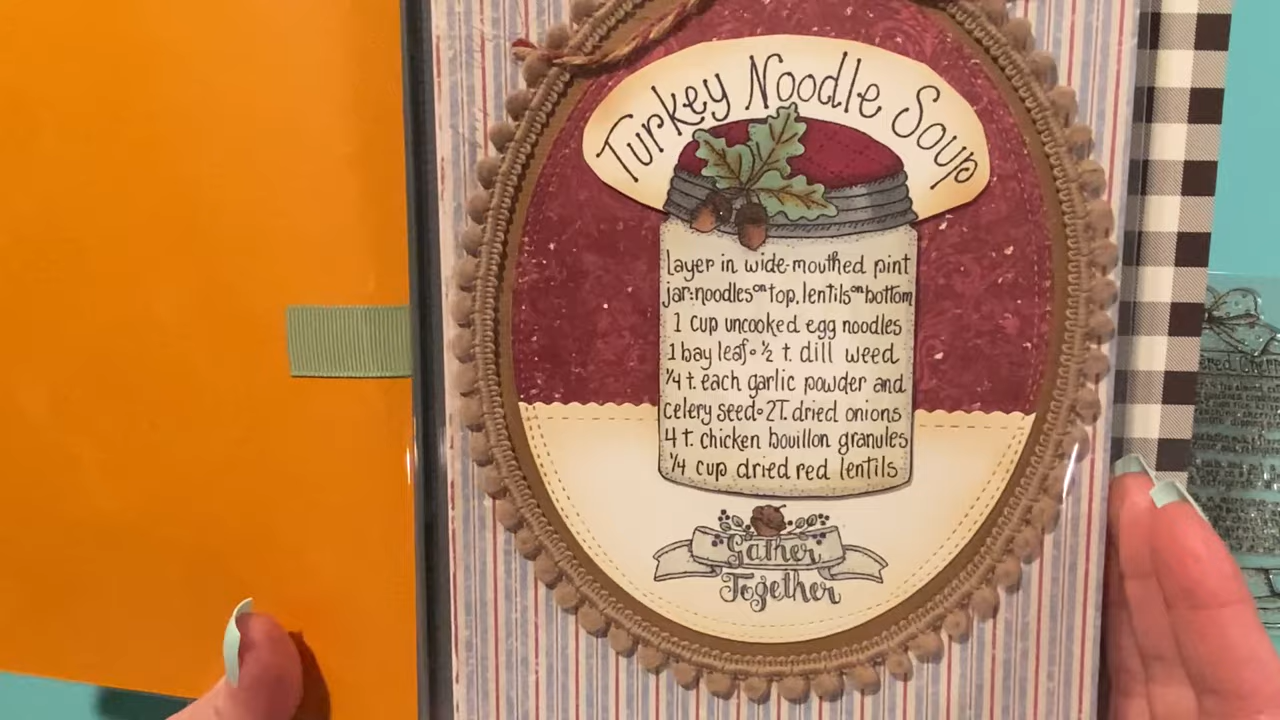 Turkey Noodle Soup
layer in wide-mouthed pint
jar: noodles on top, lentils on bottom
1 cup uncooked egg noodles
1 bay leaf • ½ t. dill weed
¼ t. each garlic powder and
celery seed • 2T. dried onions
4 t. chicken bouillon granules
¼ cup dried red lentils
Gather
Together